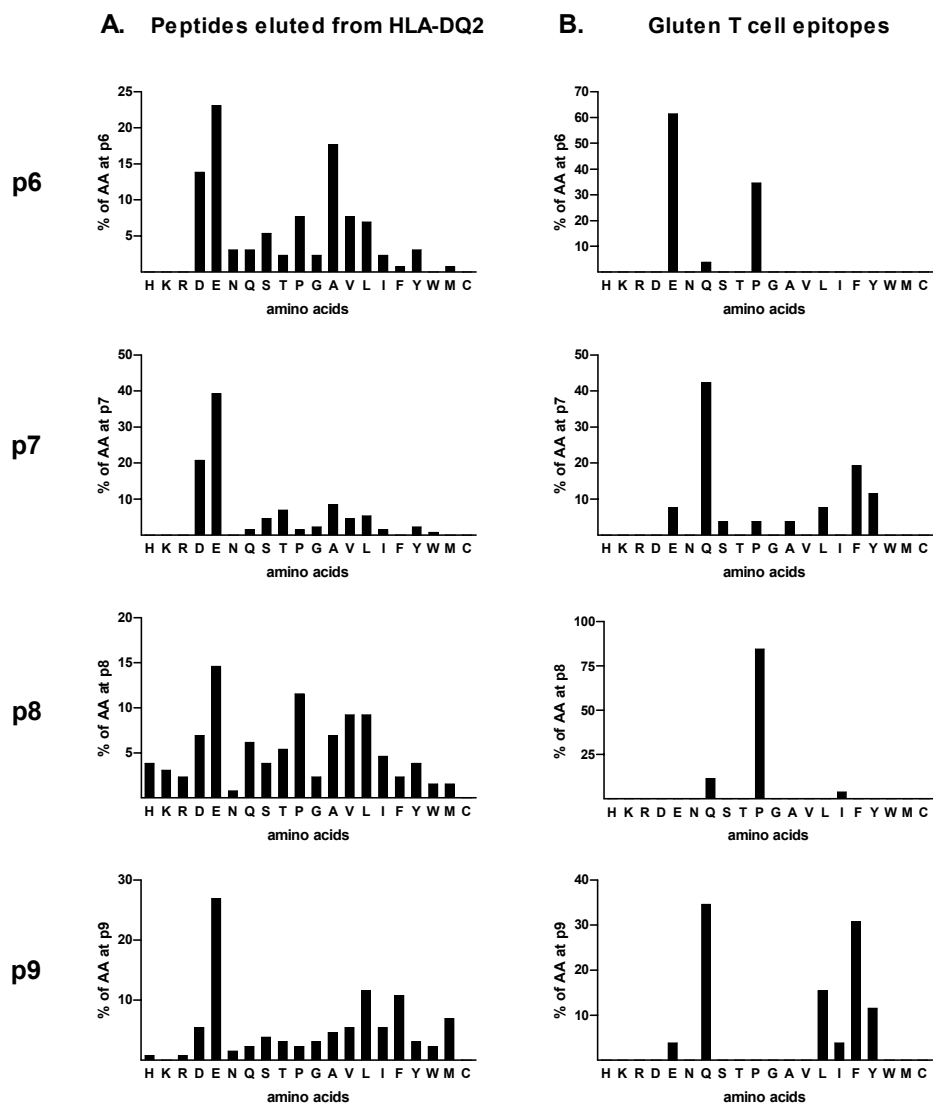 A. Peptides eluted from HLA-DQ2
B. Gluten T cell epitopes
p6
% of AA at p6
25
20
15
10
5
H K R D E N Q S T P G A V L I F Y W M C
amino acids
% of AA at p6
70
60
50
40
30
20
10
H K R D E N Q S T P G A V L I F Y W M C
amino acids
p7
% of AA at p7
50
40
30
20
10
H K R D E N Q S T P G A V L I F Y W M C
amino acids
% of AA at p7
50
40
30
20
10
H K R D E N Q S T P G A V L I F Y W M C
amino acids
p8
% of AA at p8
20
15
10
5
H K R D E N Q S T P G A V L I F Y W M C
amino acids
% of AA at p8
100
75
50
25
H K R D E N Q S T P G A V L I F Y W M C
amino acids
p9
% of AA at p9
30
20
10
H K R D E N Q S T P G A V L I F Y W M C
amino acids
% of AA at p9
40
30
20
10
H K R D E N Q S T P G A V L I F Y W M C
amino acids